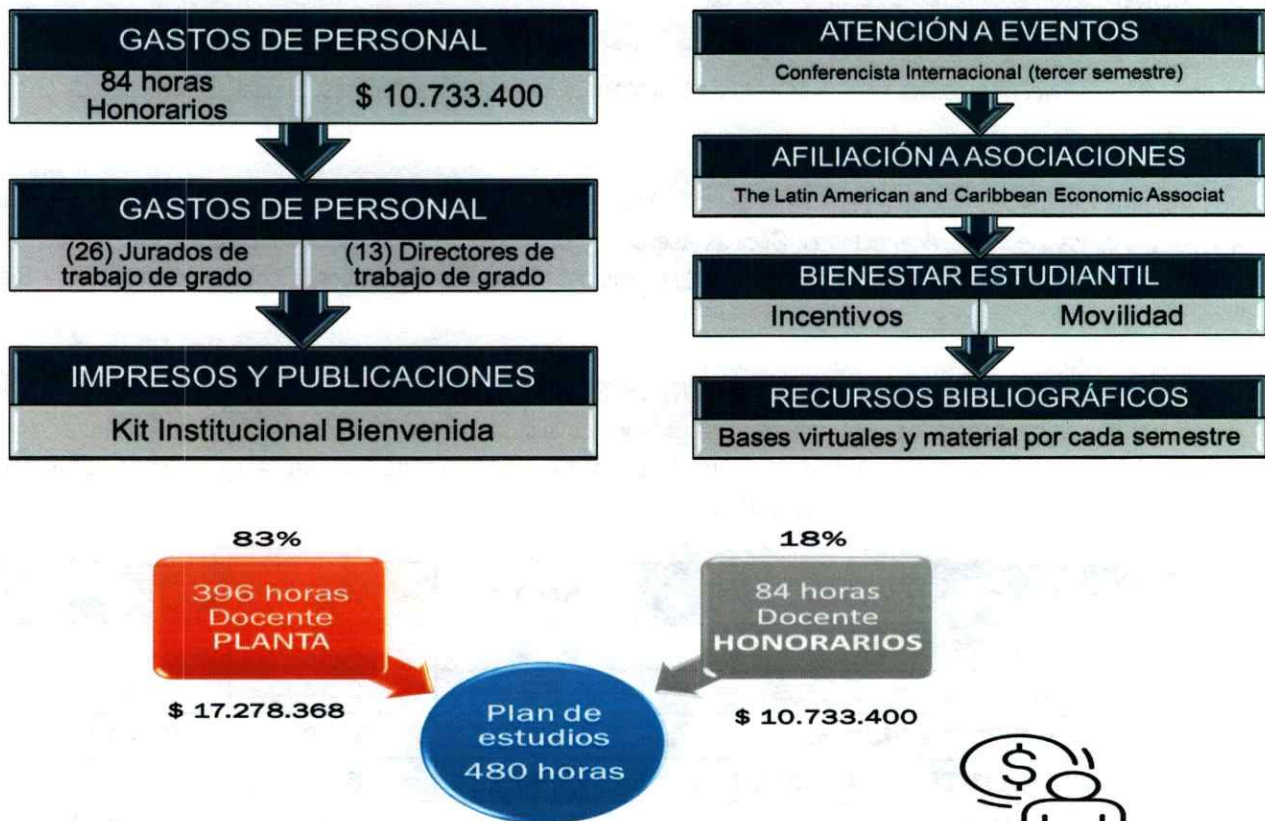 GASTOS DE PERSONAL
84 horas
Honorarios
$ 10.733.400
GASTOS DE PERSONAL
(26) Jurados de
trabajo de grado
(13) Directores de
trabajo de grado
IMPRESOS Y PUBLICACIONES
Kit Institucional Bienvenida
ATENCIÓN A EVENTOS
Conferencista Internacional (tercer semestre)
AFILIACIÓN A ASOCIACIONES
The Latin American and Caribbean Economic Associat
BIENESTAR ESTUDIANTIL
Incentivos
Movilidad
RECURSOS BIBLIOGRÁFICOS
Bases virtuales y material por cada semestre
83%
396 horas
Docente
PLANTA
$ 17.278.368
18%
84 horas
Docente
HONORARIOS
$ 10.733.400
Plan de
estudios
480 horas
$